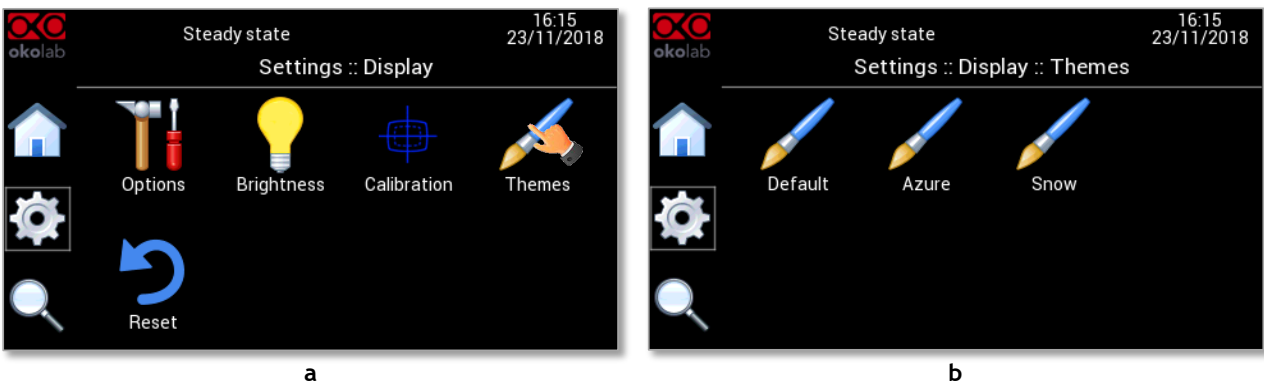 okolab
Steady state
16:15
23/11/2018
Settings :: Display
Options
Brightness
Calibration
Themes
Reset
a
okolab
Steady state
16:15
23/11/2018
Settings :: Display :: Themes
Default
Azure
Snow
b